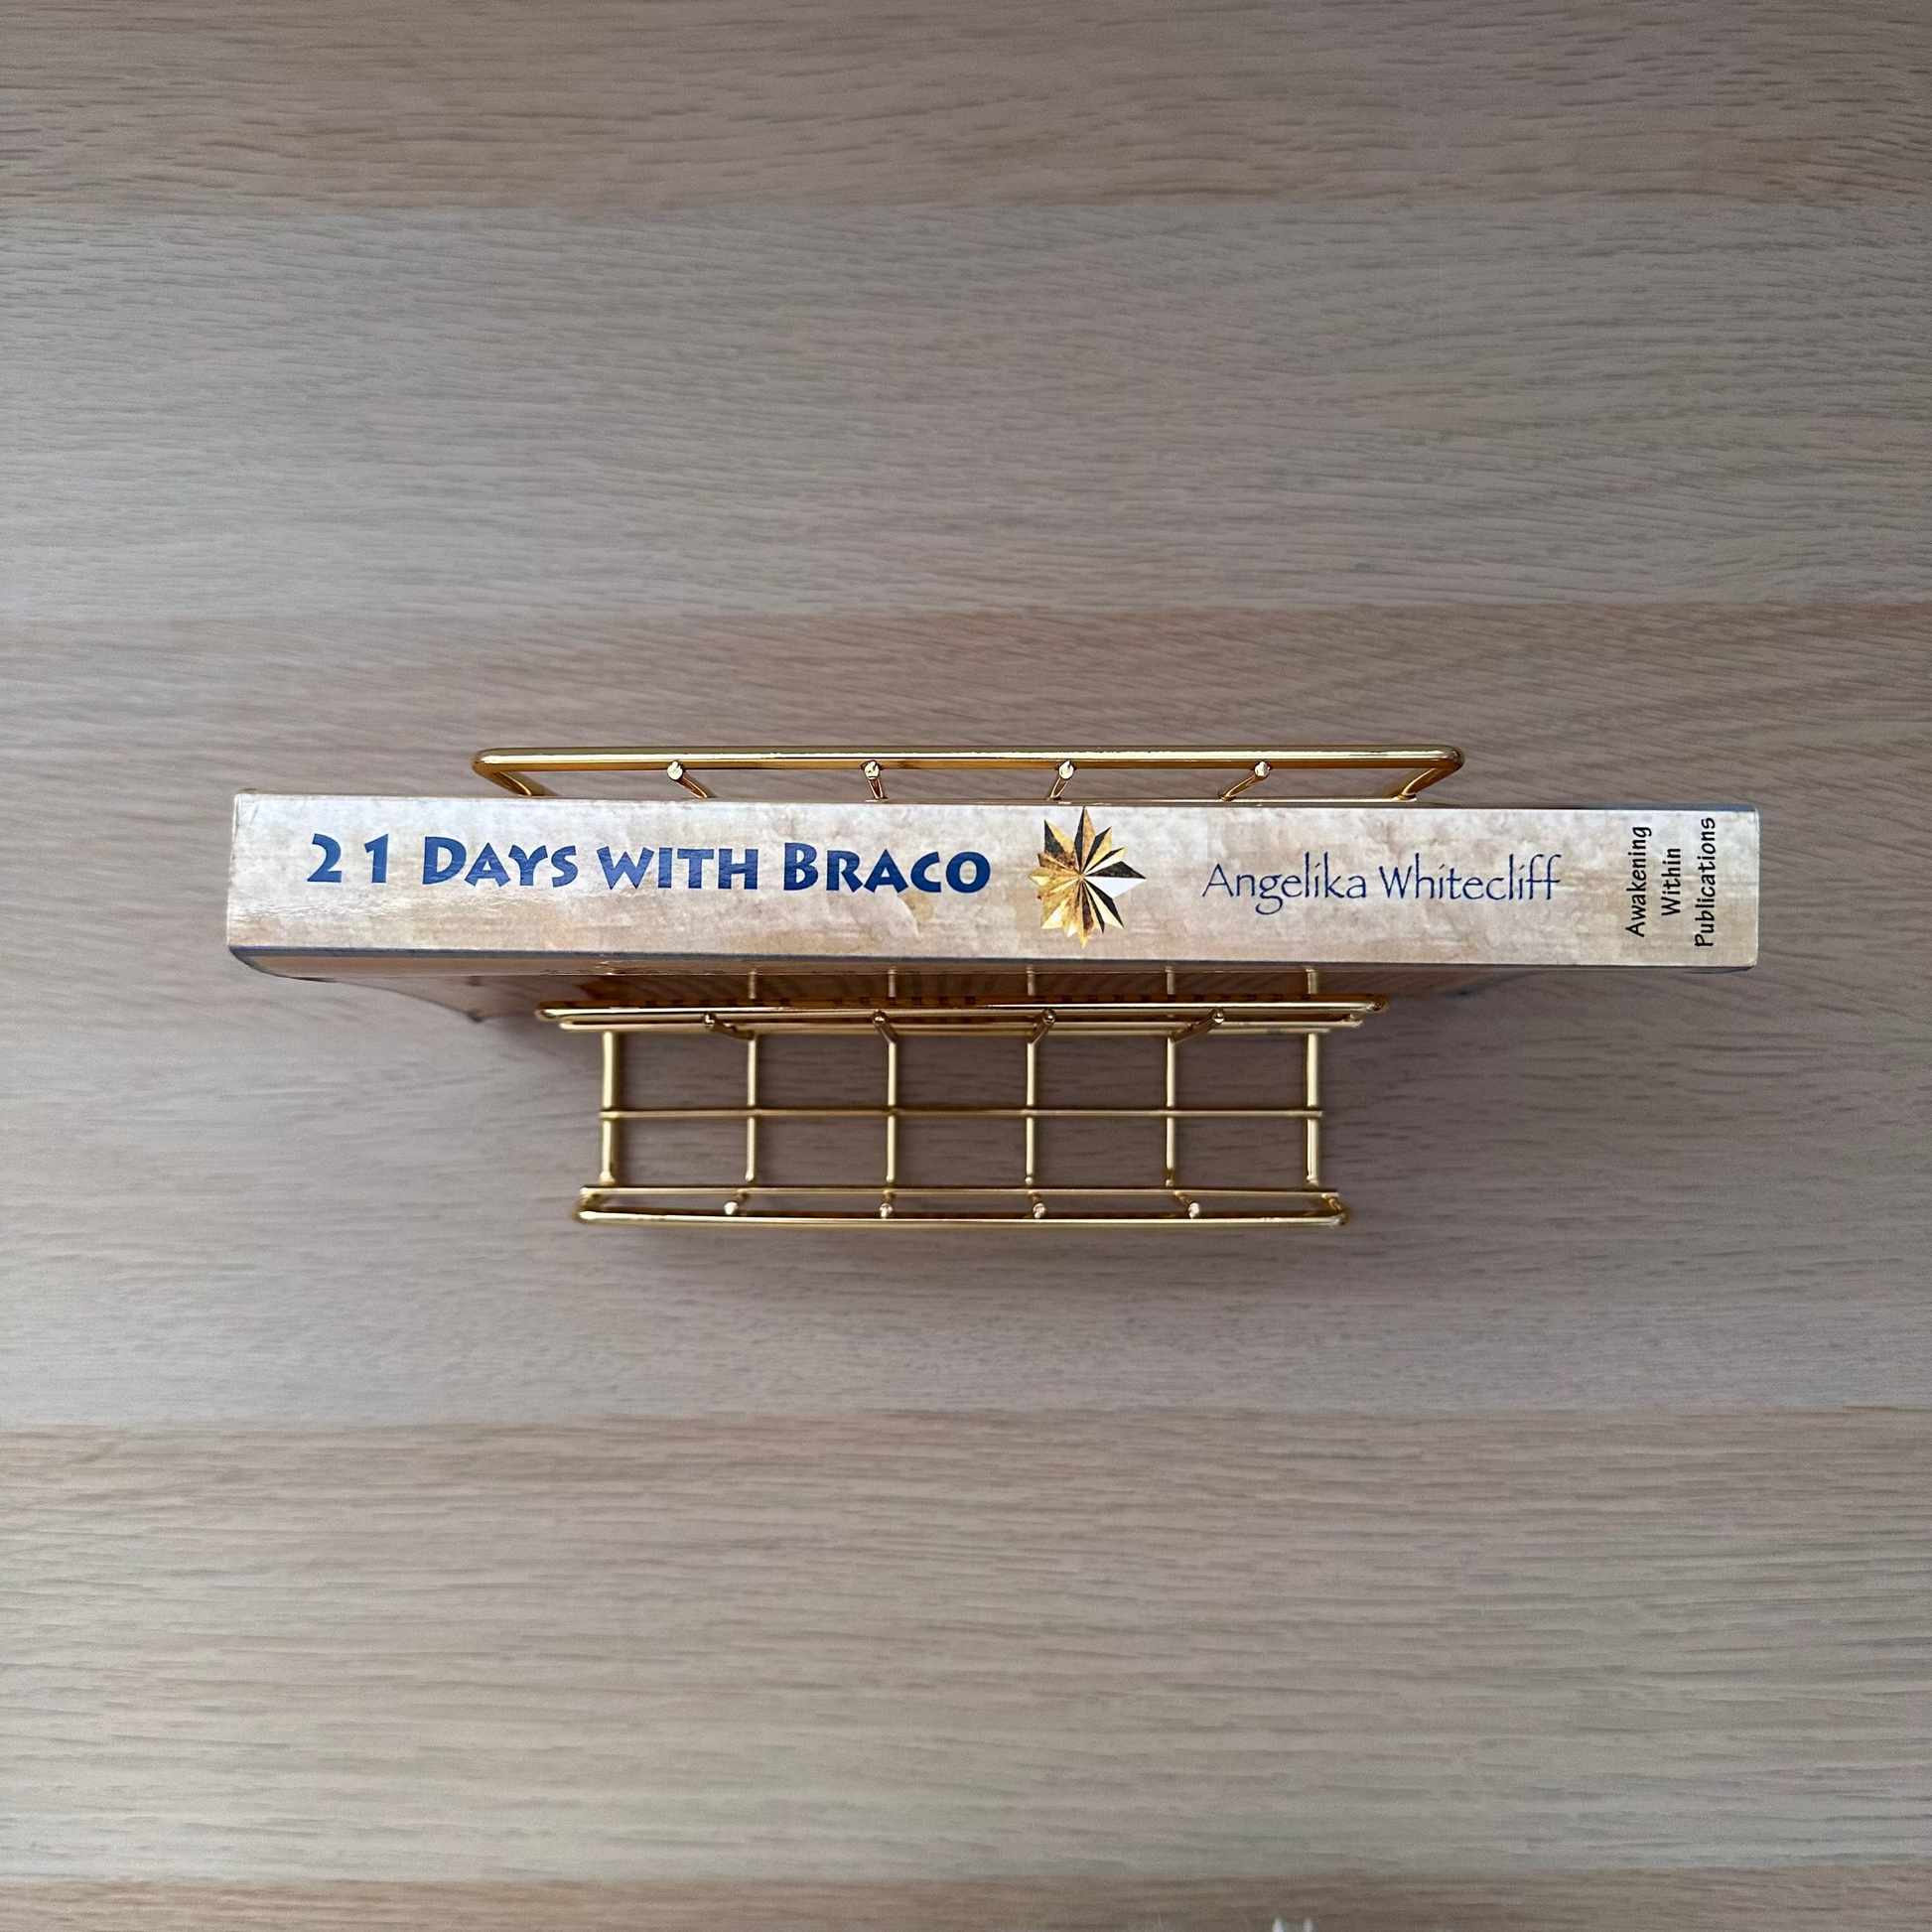 21 DAYS WITH BRACO
Angelika Whitecliff
Awakening
Within
Publications